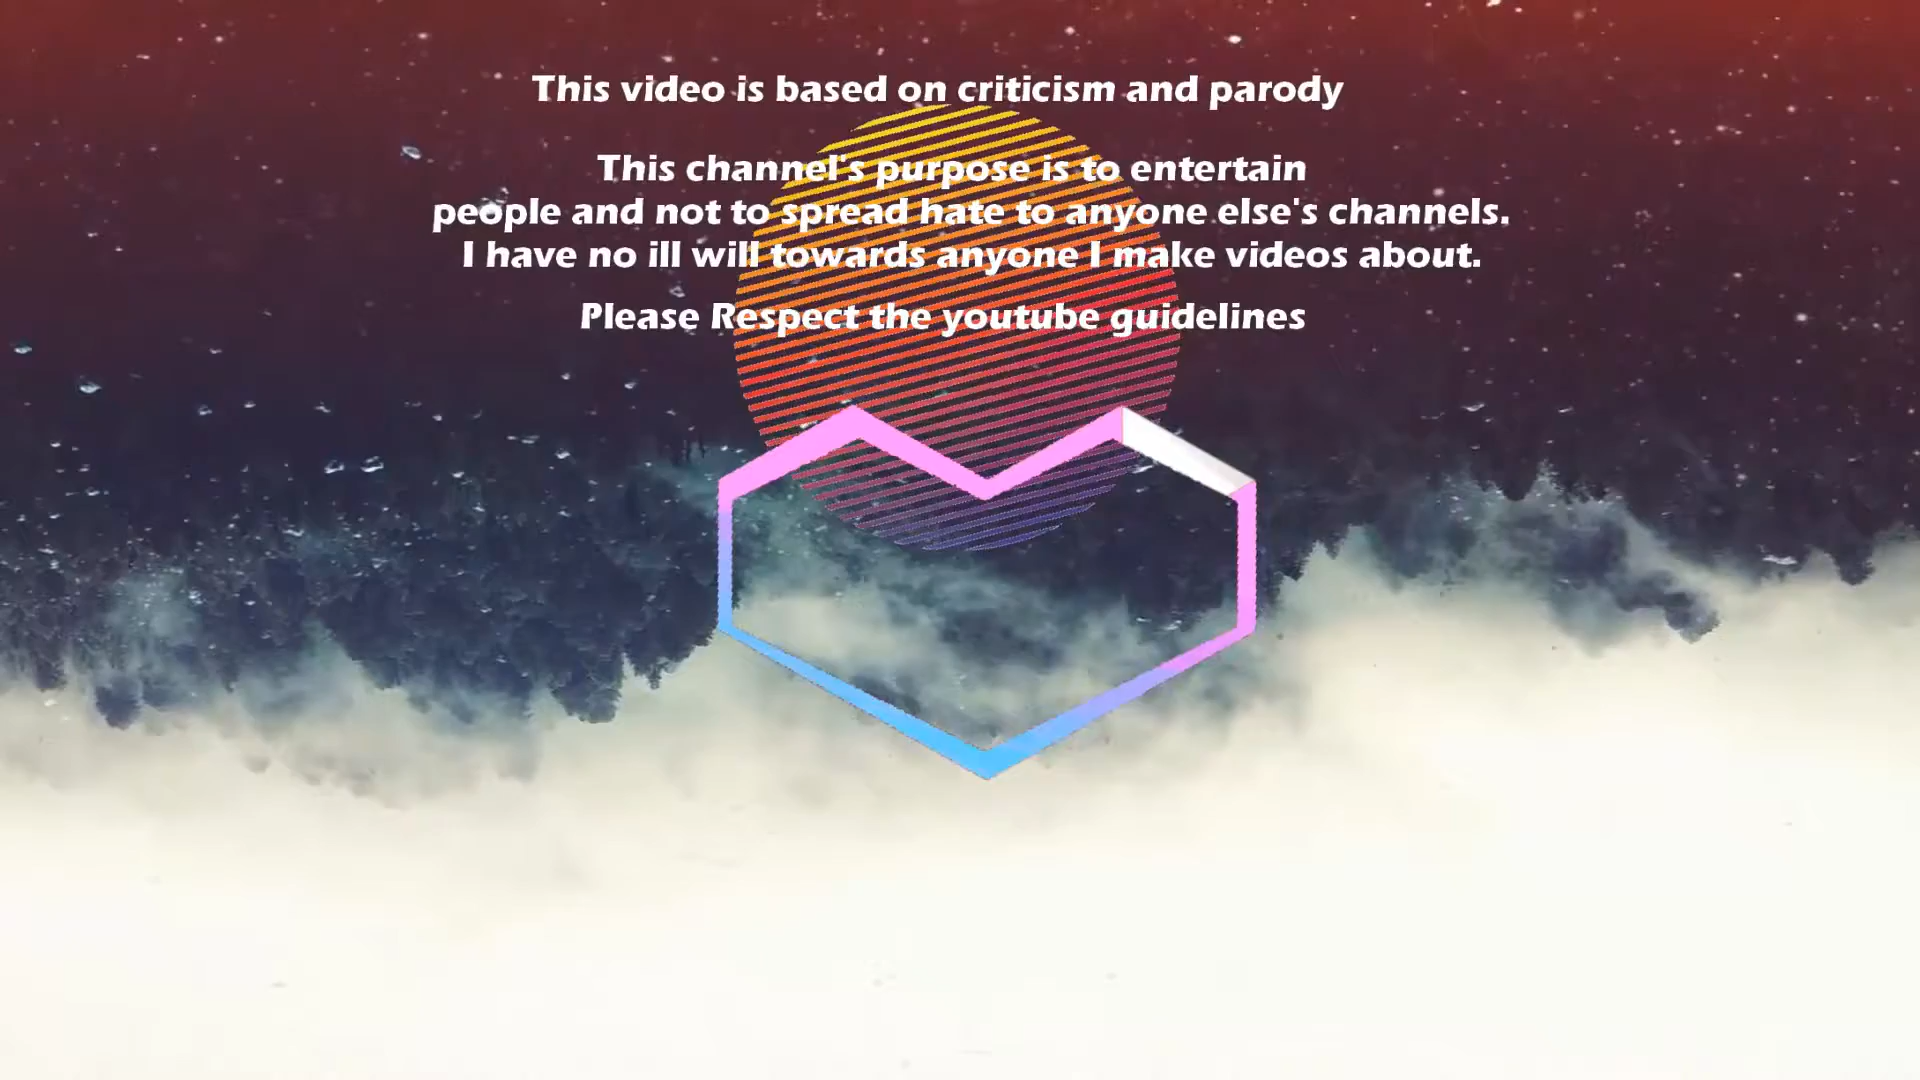 This video is based on criticism and parody
This channel's purpose is to entertain
people and not to spread hate to anyone else's channels.
I have no ill will towards anyone I make videos about.
Please Respect the youtube guidelines